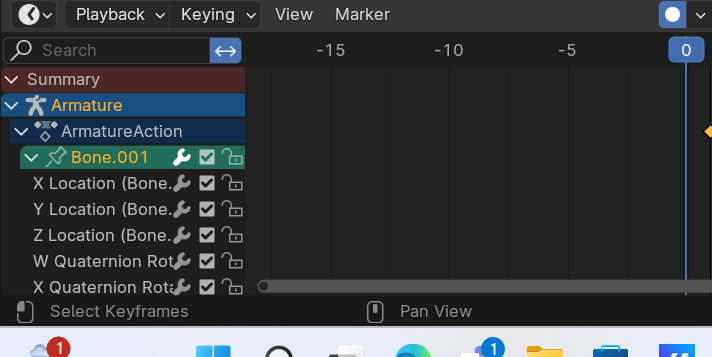 Playback Keying View Marker
Search -15 -10 -5 0
Summary
Armature
ArmatureAction
Bone.001
X Location (Bone.
Y Location (Bone.
Z Location (Bone.
W Quaternion Rot
X Quaternion Rota
Select Keyframes Pan View
1 1